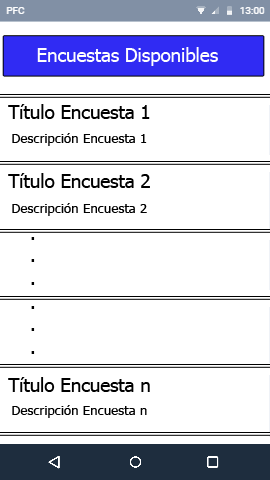 PFC 13:00
Encuestas Disponibles
Título Encuesta 1
Descripción Encuesta 1
Título Encuesta 2
Descripción Encuesta 2
.
.
.
.
.
.
Título Encuesta n
Descripción Encuesta n